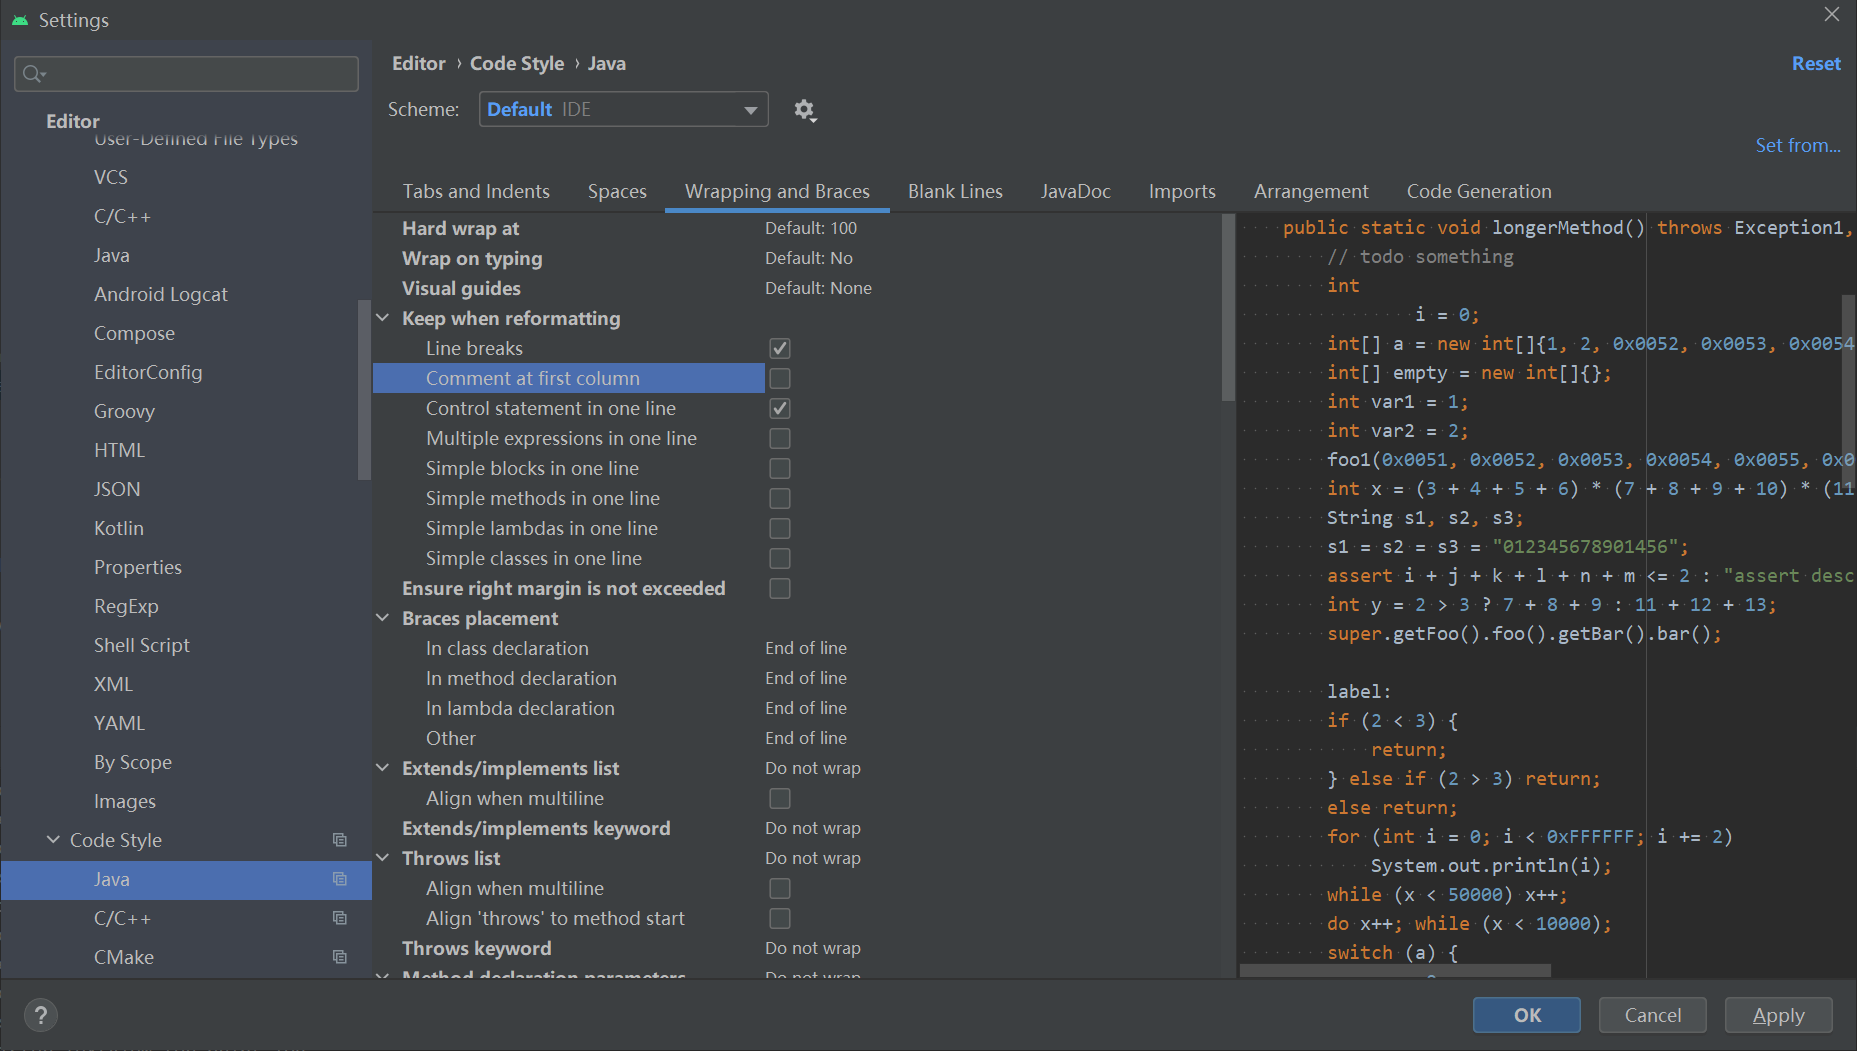 Settings
Editor
User-Defined File Types
VCS
C/C++
Java
Android Logcat
Compose
EditorConfig
Groovy
HTML
JSON
Kotlin
Properties
RegExp
Shell Script
XML
YAML
By Scope
Images
Code Style
Java
C/C++
CMake
Editor › Code Style › Java
Reset
Scheme: Default IDE
Set from...
Tabs and Indents Spaces Wrapping and Braces Blank Lines JavaDoc Imports Arrangement Code Generation
Hard wrap at Default: 100
Wrap on typing Default: No
Visual guides Default: None
Keep when reformatting
Line breaks
Comment at first column
Control statement in one line
Multiple expressions in one line
Simple blocks in one line
Simple methods in one line
Simple lambdas in one line
Simple classes in one line
Ensure right margin is not exceeded
Braces placement
In class declaration End of line
In method declaration End of line
In lambda declaration End of line
Other End of line
Extends/implements list Do not wrap
Align when multiline
Extends/implements keyword Do not wrap
Throws list Do not wrap
Align when multiline
Align 'throws' to method start
Throws keyword Do not wrap
Method declaration parameters Do not wrap
public static void longerMethod() throws Exception1,
// todo something
int
i = 0;
int[] a = new int[]{1, 2, 0x0052, 0x0053, 0x0054
int[] empty = new int[]{};
int var1 = 1;
int var2 = 2;
foo1(0x0051, 0x0052, 0x0053, 0x0054, 0x0055, 0x0
int x = (3 + 4 + 5 + 6) * (7 + 8 + 9 + 10) * (11
String s1, s2, s3;
s1 = s2 = s3 = "012345678901456";
assert i + j + k + l + n + m <= 2 : "assert desc
int y = 2 > 3 ? 7 + 8 + 9 : 11 + 12 + 13;
super.getFoo().foo().getBar().bar();
label:
if (2 < 3) {
return;
} else if (2 > 3) return;
else return;
for (int i = 0; i < 0xFFFFFF; i += 2)
System.out.println(i);
while (x < 50000) x++;
do x++; while (x < 10000);
switch (a) {
?
OK
Cancel
Apply